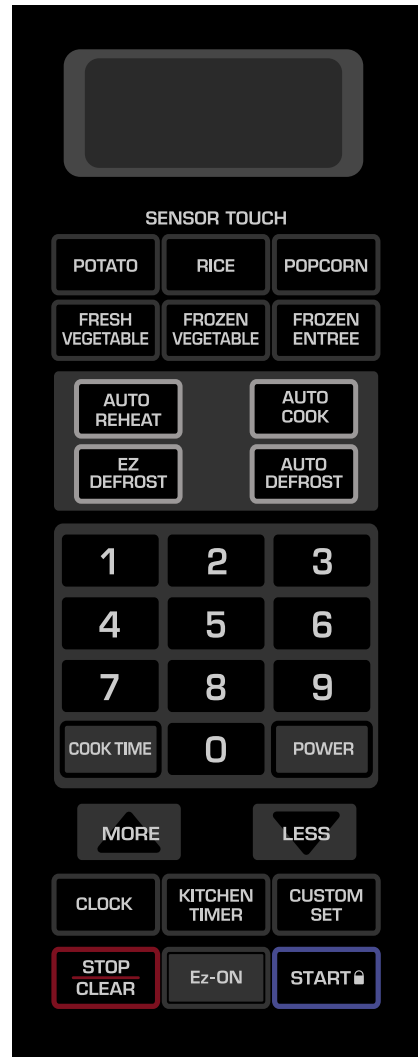 SENSOR TOUCH
POTATO
RICE
POPCORN
FRESH
VEGETABLE
FROZEN
VEGETABLE
FROZEN
ENTREE
AUTO
REHEAT
AUTO
COOK
EZ
DEFROST
AUTO
DEFROST
1
2
3
4
5
6
7
8
9
COOK TIME
0
POWER
MORE
LESS
CLOCK
KITCHEN
TIMER
CUSTOM
SET
STOP
CLEAR
Ez-ON
START